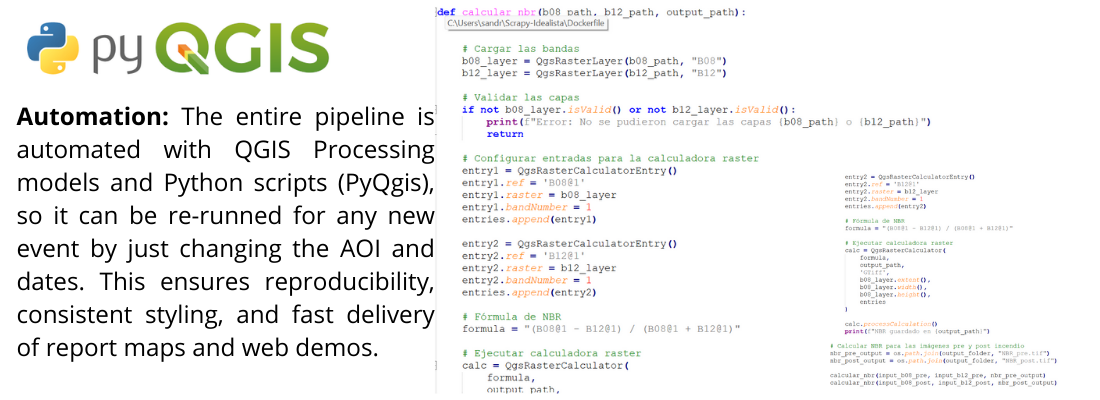 py QGIS
Automation: The entire pipeline is
automated with QGIS Processing
models and Python scripts (PyQgis),
so it can be re-runned for any new
event by just changing the AOI and
dates. This ensures reproducibility,
consistent styling, and fast delivery
of report maps and web demos.
def calcular_nbr(b08_path, b12_path, output_path):
C:\Users\sandr\Scrapy-Idealista\Dockerfile
# Cargar las bandas
b08_layer = QgsRasterLayer(b08_path, "B08")
b12_layer = QgsRasterLayer(b12_path, "B12")
# Validar las capas
if not b08_layer.isValid() or not b12_layer.isValid():
print(f"Error: No se pudieron cargar las capas {b08_path} o {b12_path}")
return
# Configurar entradas para la calculadora raster
entry1 = QgsRasterCalculatorEntry()
entry1.ref = 'B08@1'
entry1.raster = b08_layer
entry1.bandNumber = 1
entries.append(entry1)
entry2 = QgsRasterCalculatorEntry()
entry2.ref = 'B12@1'
entry2.raster = b12_layer
entry2.bandNumber = 1
entries.append(entry2)
# Fórmula de NBR
formula = "(B08@1 - B12@1) / (B08@1 + B12@1)"
# Ejecutar calculadora raster
calc = QgsRasterCalculator(
formula,
output_path,
entry2 = QgsRasterCalculatorEntry()
entry2.ref = 'B12@1'
entry2.raster = b12_layer
entry2.bandNumber = 1
entries.append(entry2)
# Fórmula de NBR
formula = "(B08@1 - B12@1) / (B08@1 + B12@1)"
# Ejecutar calculadora raster
calc = QgsRasterCalculator(
formula,
output_path,
'GTiff',
b08_layer.extent(),
b08_layer.width(),
b08_layer.height(),
entries
)
calc.processCalculation()
print(f"NBR guardado en {output_path}")
# Calcular NBR para las imágenes pre y post incendio
nbr_pre_output = os.path.join(output_folder, "NBR_pre.tif")
nbr_post_output = os.path.join(output_folder, "NBR_post.tif")
calcular_nbr(input_b08_pre, input_b12_pre, nbr_pre_output)
calcular_nbr(input_b08_post, input_b12_post, nbr_post_output)